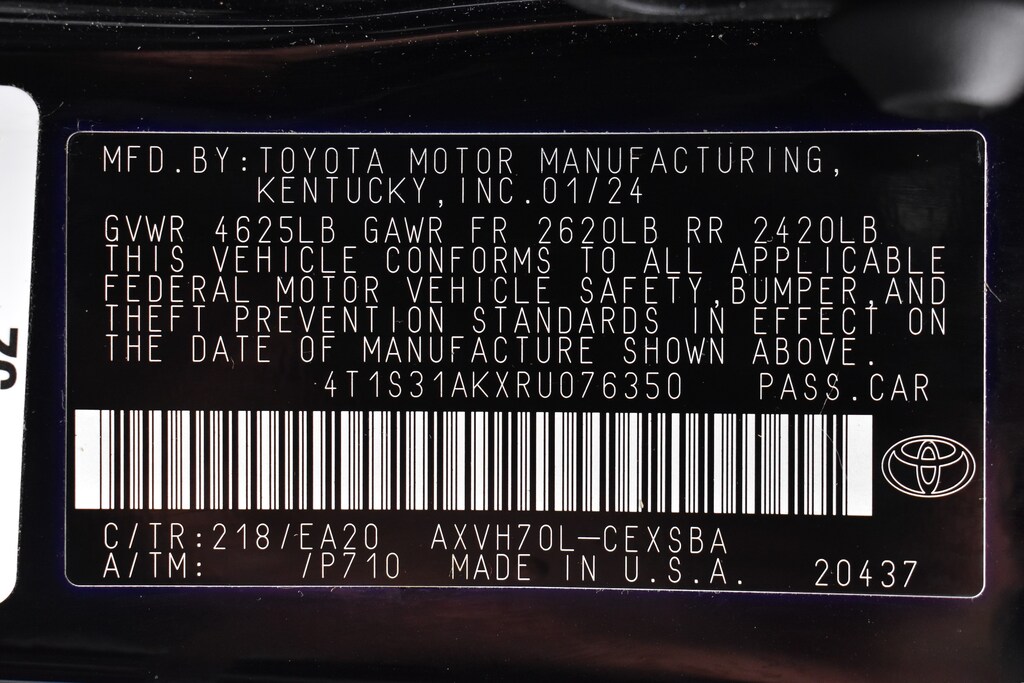 MFD.BY:TOYOTA MOTOR MANUFACTURING,
KENTUCKY,INC.01/24
GVWR 4625LB GAWR FR 2620LB RR 2420LB
THIS VEHICLE CONFORMS TO ALL APPLICABLE
FEDERAL MOTOR VEHICLE SAFETY,BUMPER,AND
THEFT PREVENTION STANDARDS IN EFFECT ON
THE DATE OF MANUFACTURE SHOWN ABOVE.
4T1S31AKXRU076350 PASS.CAR
C/TR:218/EA20 AXVH70L-CEXSBA
A/TM: /P710 MADE IN U.S.A. 20437